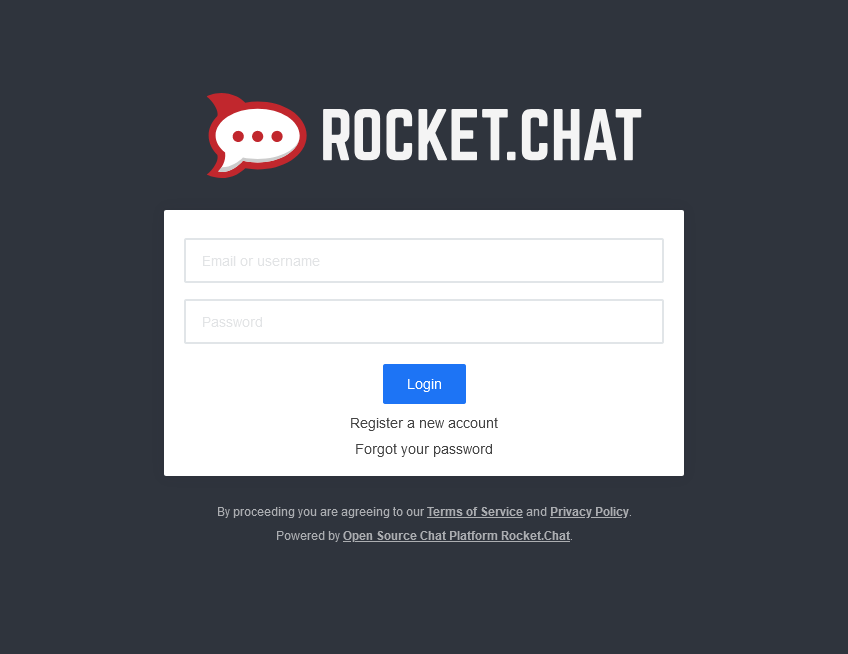 ROCKET.CHAT
Email or username
Password
Login
Register a new account
Forgot your password
By proceeding you are agreeing to our Terms of Service and Privacy Policy.
Powered by Open Source Chat Platform Rocket.Chat.